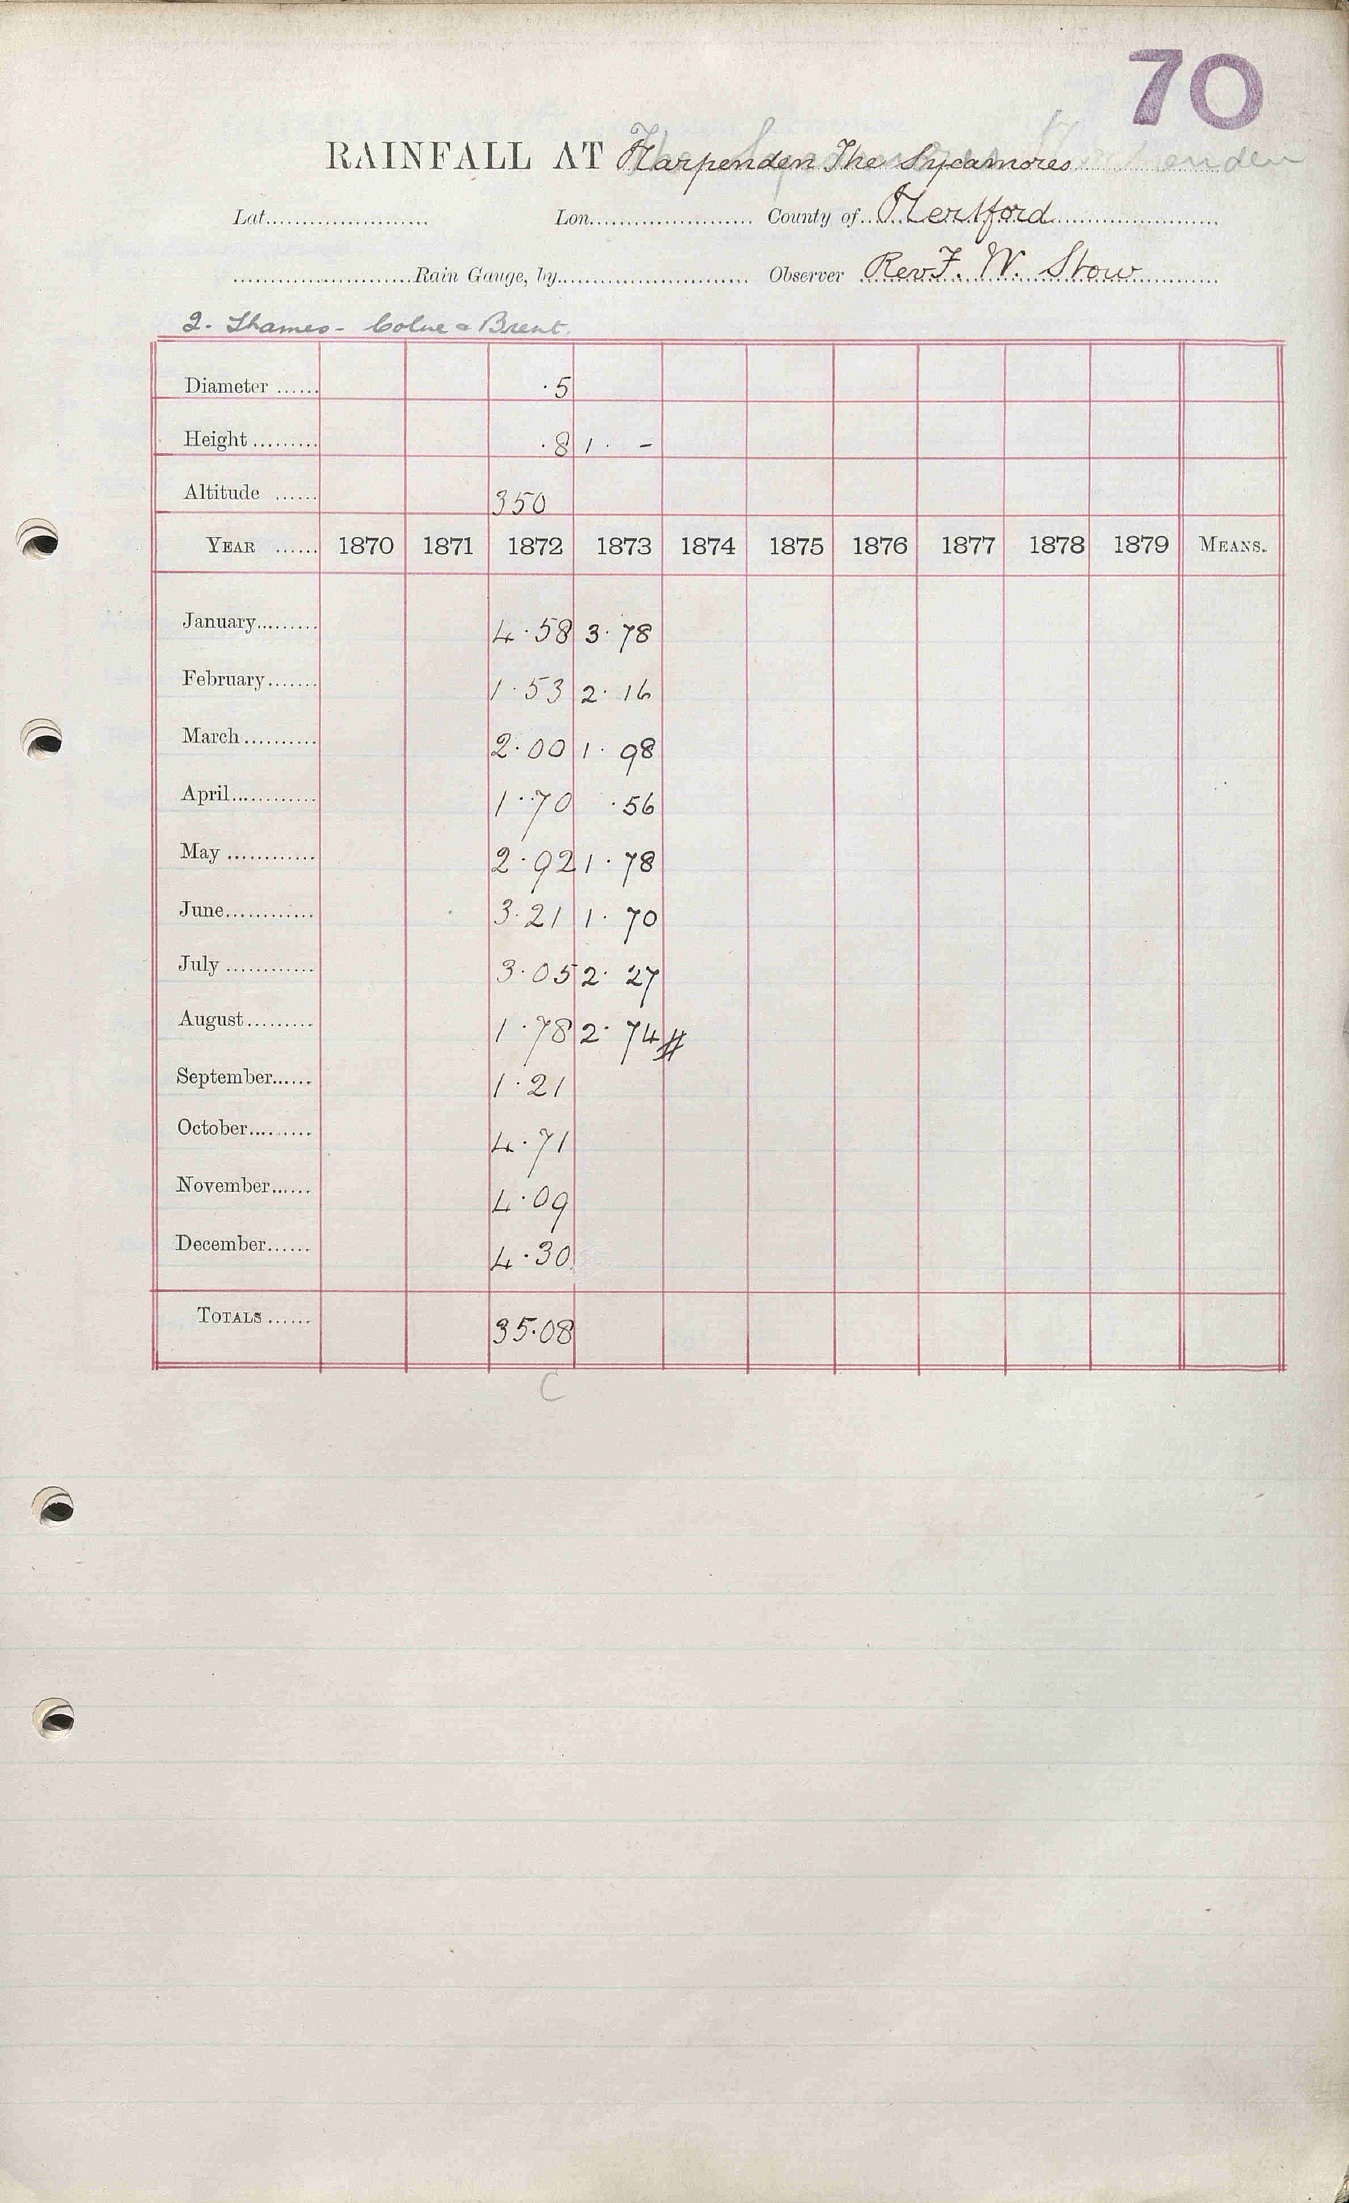 70
RAINFALL AT Harpenden The Sycamores
Lat. Lon. County of Hertford
Rain Gauge, by Observer Rev F. W. Stow
2. Thames - Colne & Brent.
Diameter ...... ·5
Height ......... ·8 1· -
Altitude ...... 350
YEAR ...... 1870 1871 1872 1873 1874 1875 1876 1877 1878 1879 MEANS.
January......... 4·58 3·78
February....... 1·53 2·16
March.......... 2·00 1·98
April............ 1·70 ·56
May ............ 2·92 1·78
June............ 3·21 1·70
July ............ 3·05 2·27
August......... 1·78 2·74 #
September...... 1·21
October......... 4·71
November...... 4·09
December...... 4·30
TOTALS ...... 35·08
C